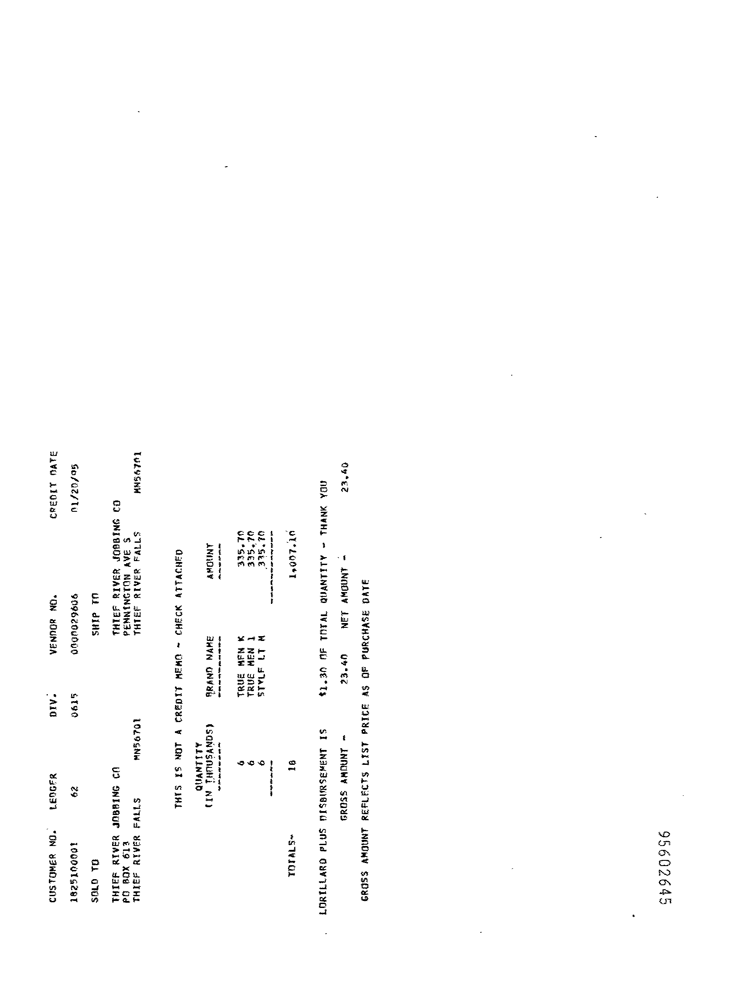 CUSTOMER NO. LEDGER DIV. VENDOR NO. CREDIT DATE
1825100001 62 0615 0000029606 01/20/95
SOLD TO SHIP TO
THIEF RIVER JOBBING CO THIEF RIVER JOBBING CO
PO BOX 613 PENNINGTON AVE S
THIEF RIVER FALLS MN56701 THIEF RIVER FALLS MN56701
THIS IS NOT A CREDIT MEMO - CHECK ATTACHED
QUANTITY
(IN THOUSANDS) BRAND NAME AMOUNT
-------- ---------- ------
6 TRUE MEN K 335.70
6 TRUE MEN 1 335.70
6 STYLE LT M 335.70
------ ------------
TOTALS- 18 1,007.10
LORILLARD PLUS DISBURSEMENT IS $1.30 OF TOTAL QUANTITY - THANK YOU
GROSS AMOUNT - 23.40 NET AMOUNT - 23.40
GROSS AMOUNT REFLECTS LIST PRICE AS OF PURCHASE DATE
95602645